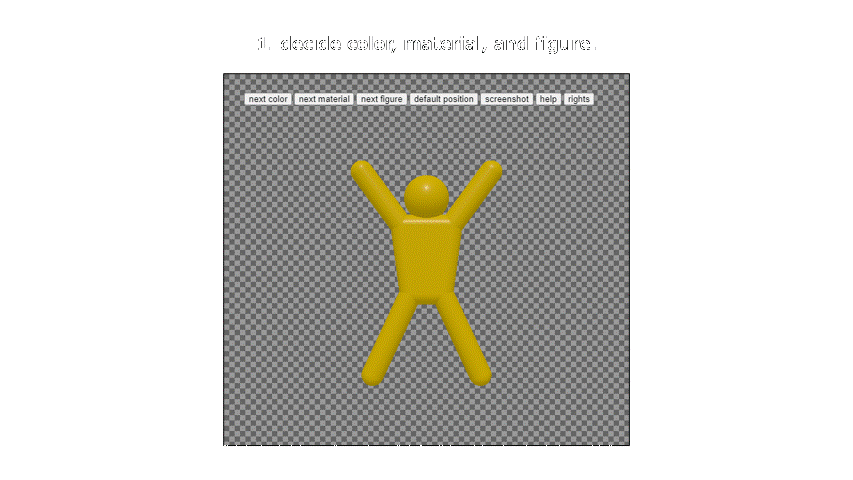 1. decide color, material, and figure.
next color next material next figure default position screenshot help rights